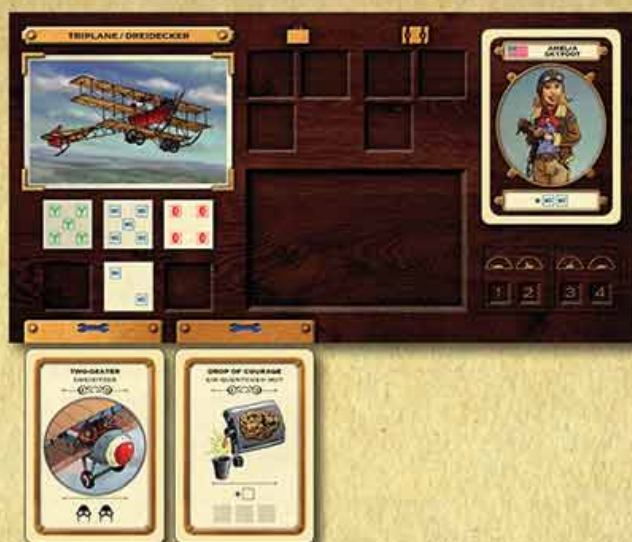 TRIPLANE / DREIDECKER
AMELIA
SKYFOOT
1 2 3 4
TWO-SEATER
ZWEISITZER
DROP OF COURAGE
EIN QUENTCHEN MUT